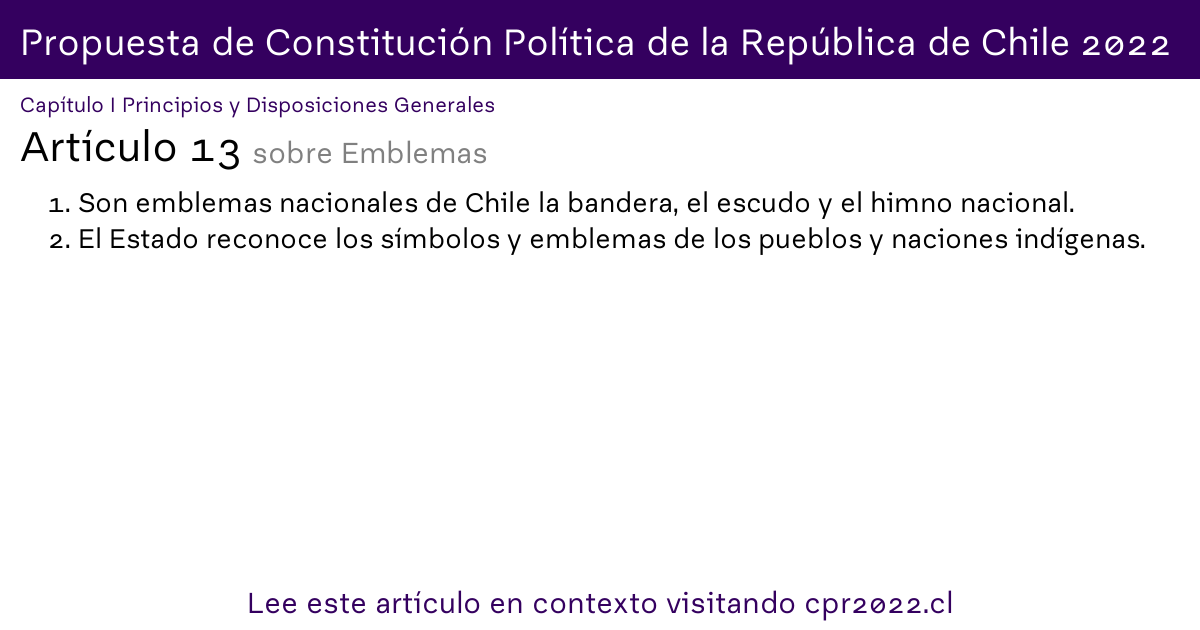 Propuesta de Constitución Política de la República de Chile 2022
Capítulo I Principios y Disposiciones Generales
Artículo 13 sobre Emblemas
1. Son emblemas nacionales de Chile la bandera, el escudo y el himno nacional.
2. El Estado reconoce los símbolos y emblemas de los pueblos y naciones indígenas.
Lee este artículo en contexto visitando cpr2022.cl